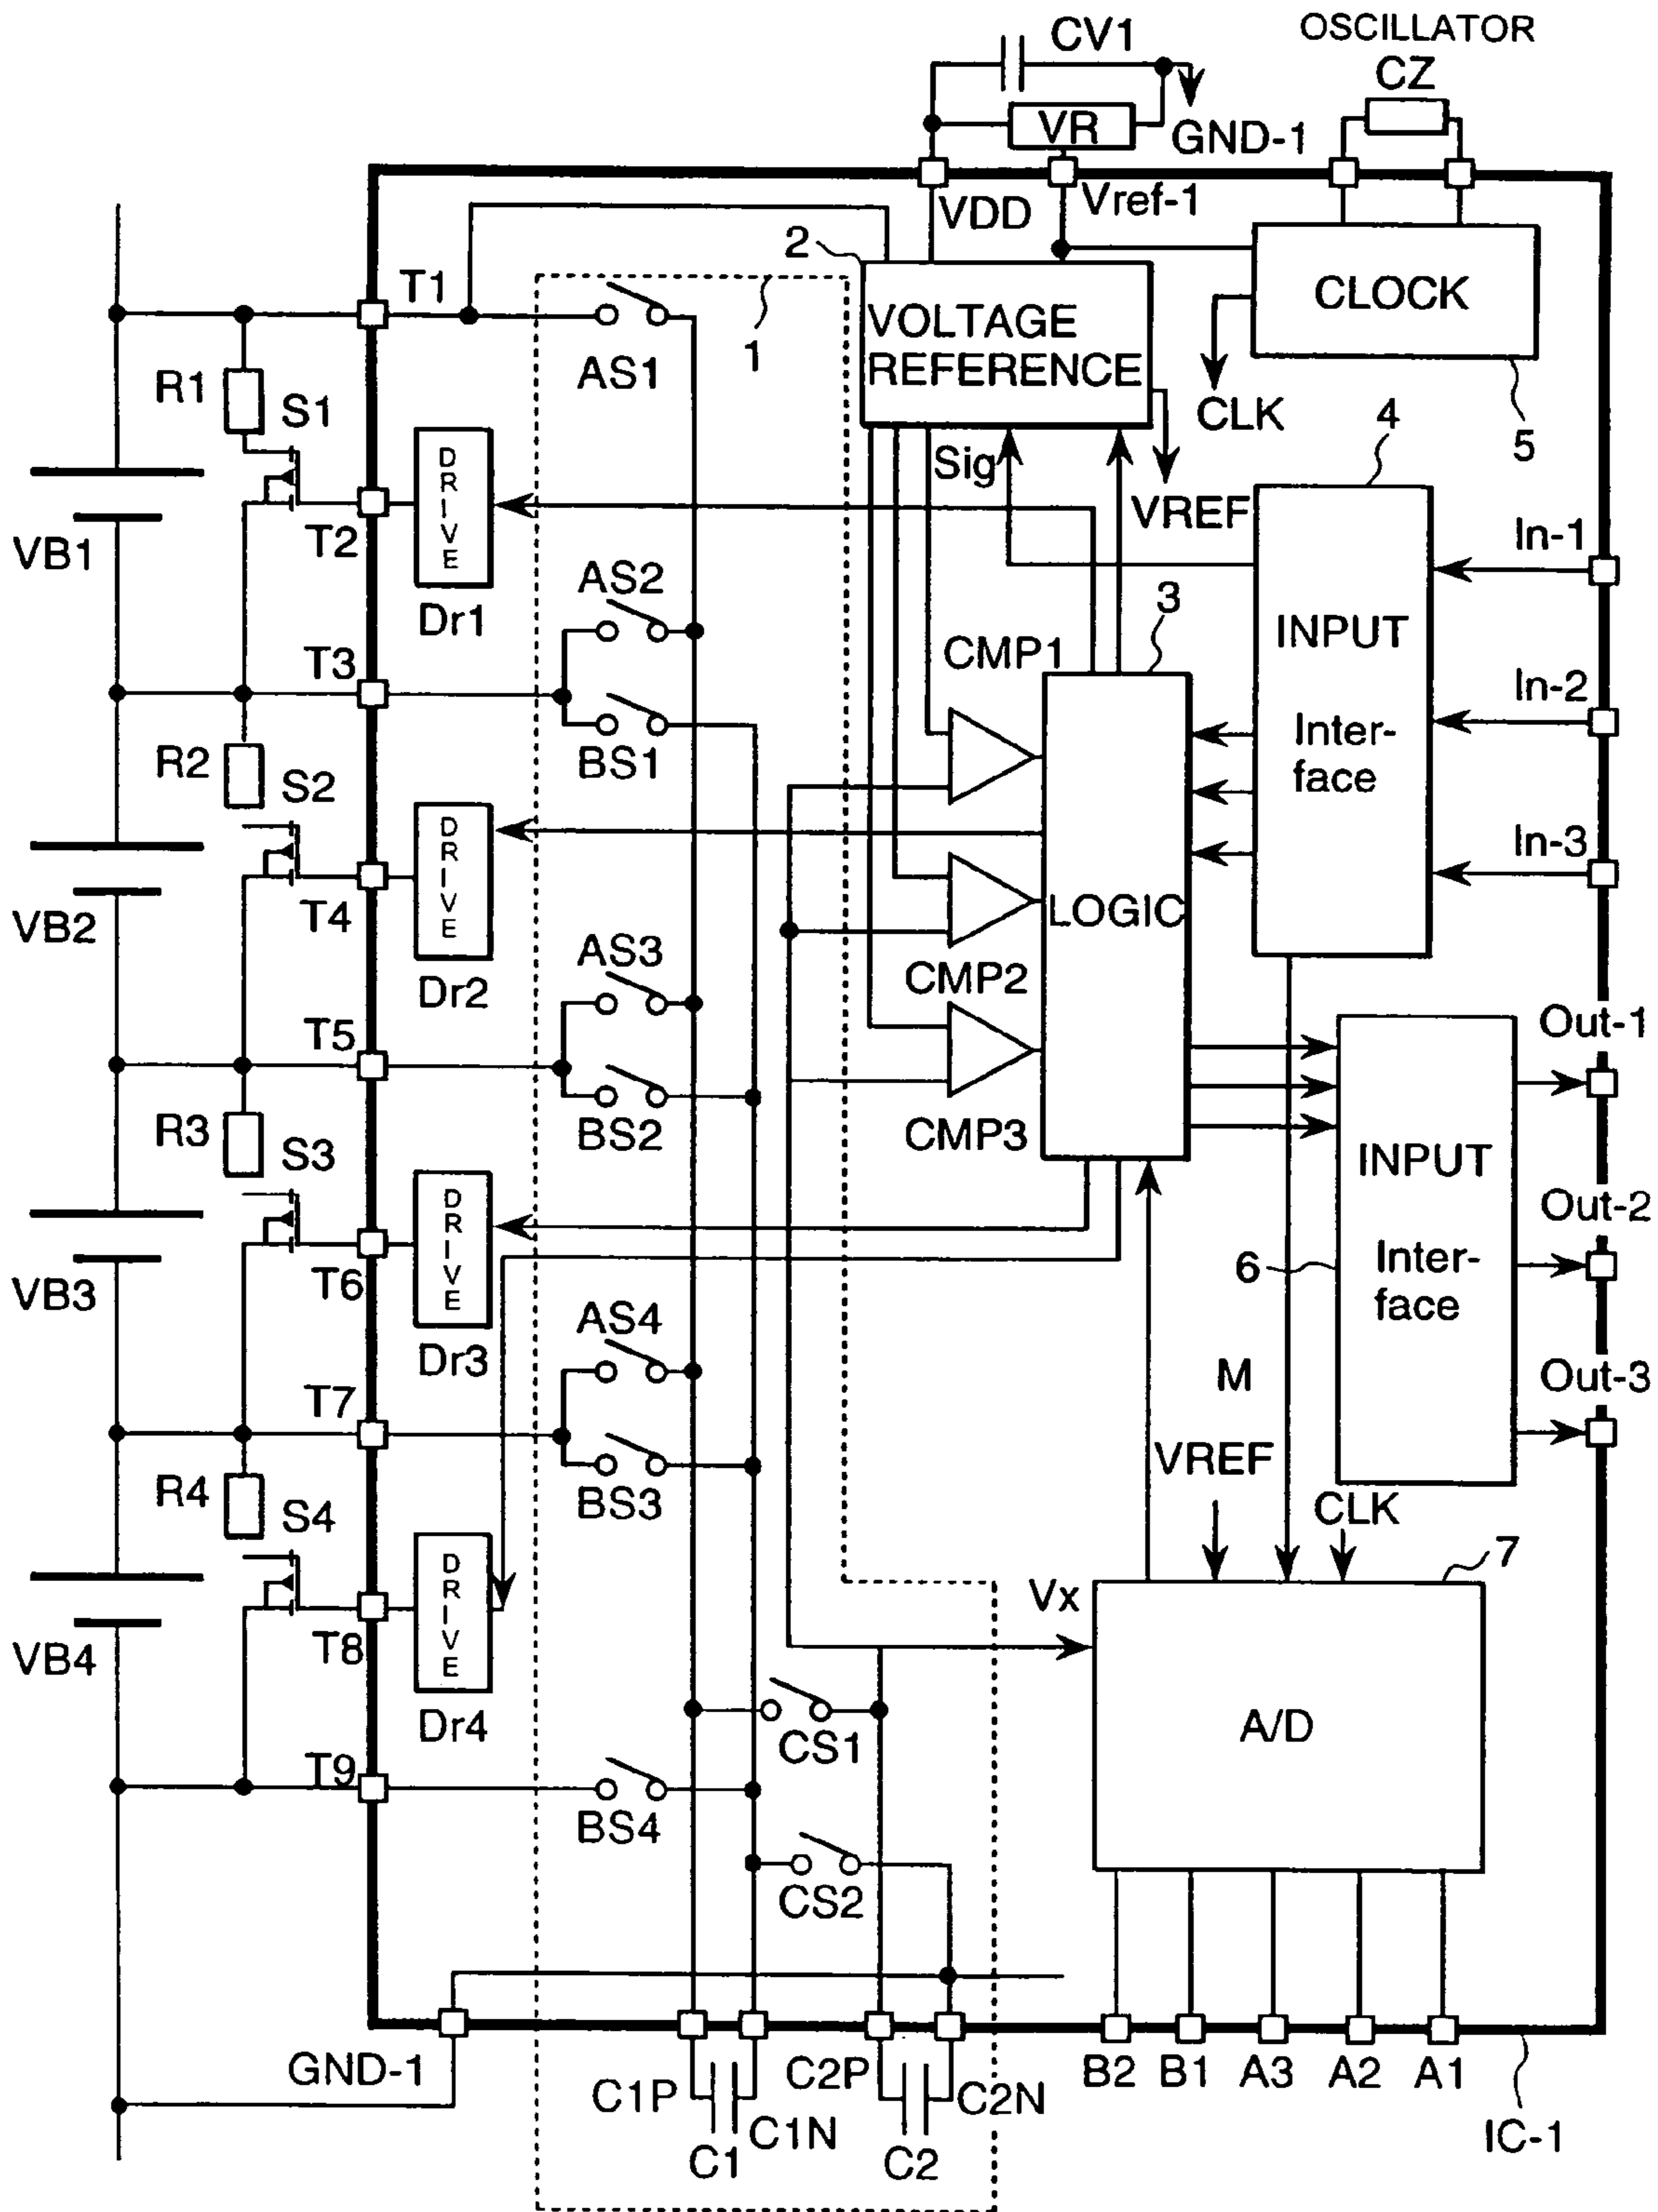 OSCILLATOR
CV1
CZ
VR
GND-1
VDD
Vref-1
2
T1
1
VOLTAGE
REFERENCE
CLOCK
AS1
R1
S1
CLK
5
4
Sig
VREF
DRIVE
T2
VB1
Dr1
In-1
AS2
3
INPUT
CMP1
T3
In-2
BS1
Inter-
face
R2
S2
In-3
DRIVE
LOGIC
T4
VB2
AS3
CMP2
Dr2
T5
Out-1
BS2
CMP3
R3
S3
INPUT
DRIVE
Out-2
6
Inter-
face
T6
VB3
AS4
Dr3
M
Out-3
T7
VREF
R4
BS3
S4
CLK
7
DRIVE
Vx
T8
VB4
Dr4
CS1
A/D
T9
BS4
CS2
GND-1
C1P
C1N
C1
C2P
C2N
C2
B2
B1
A3
A2
A1
IC-1